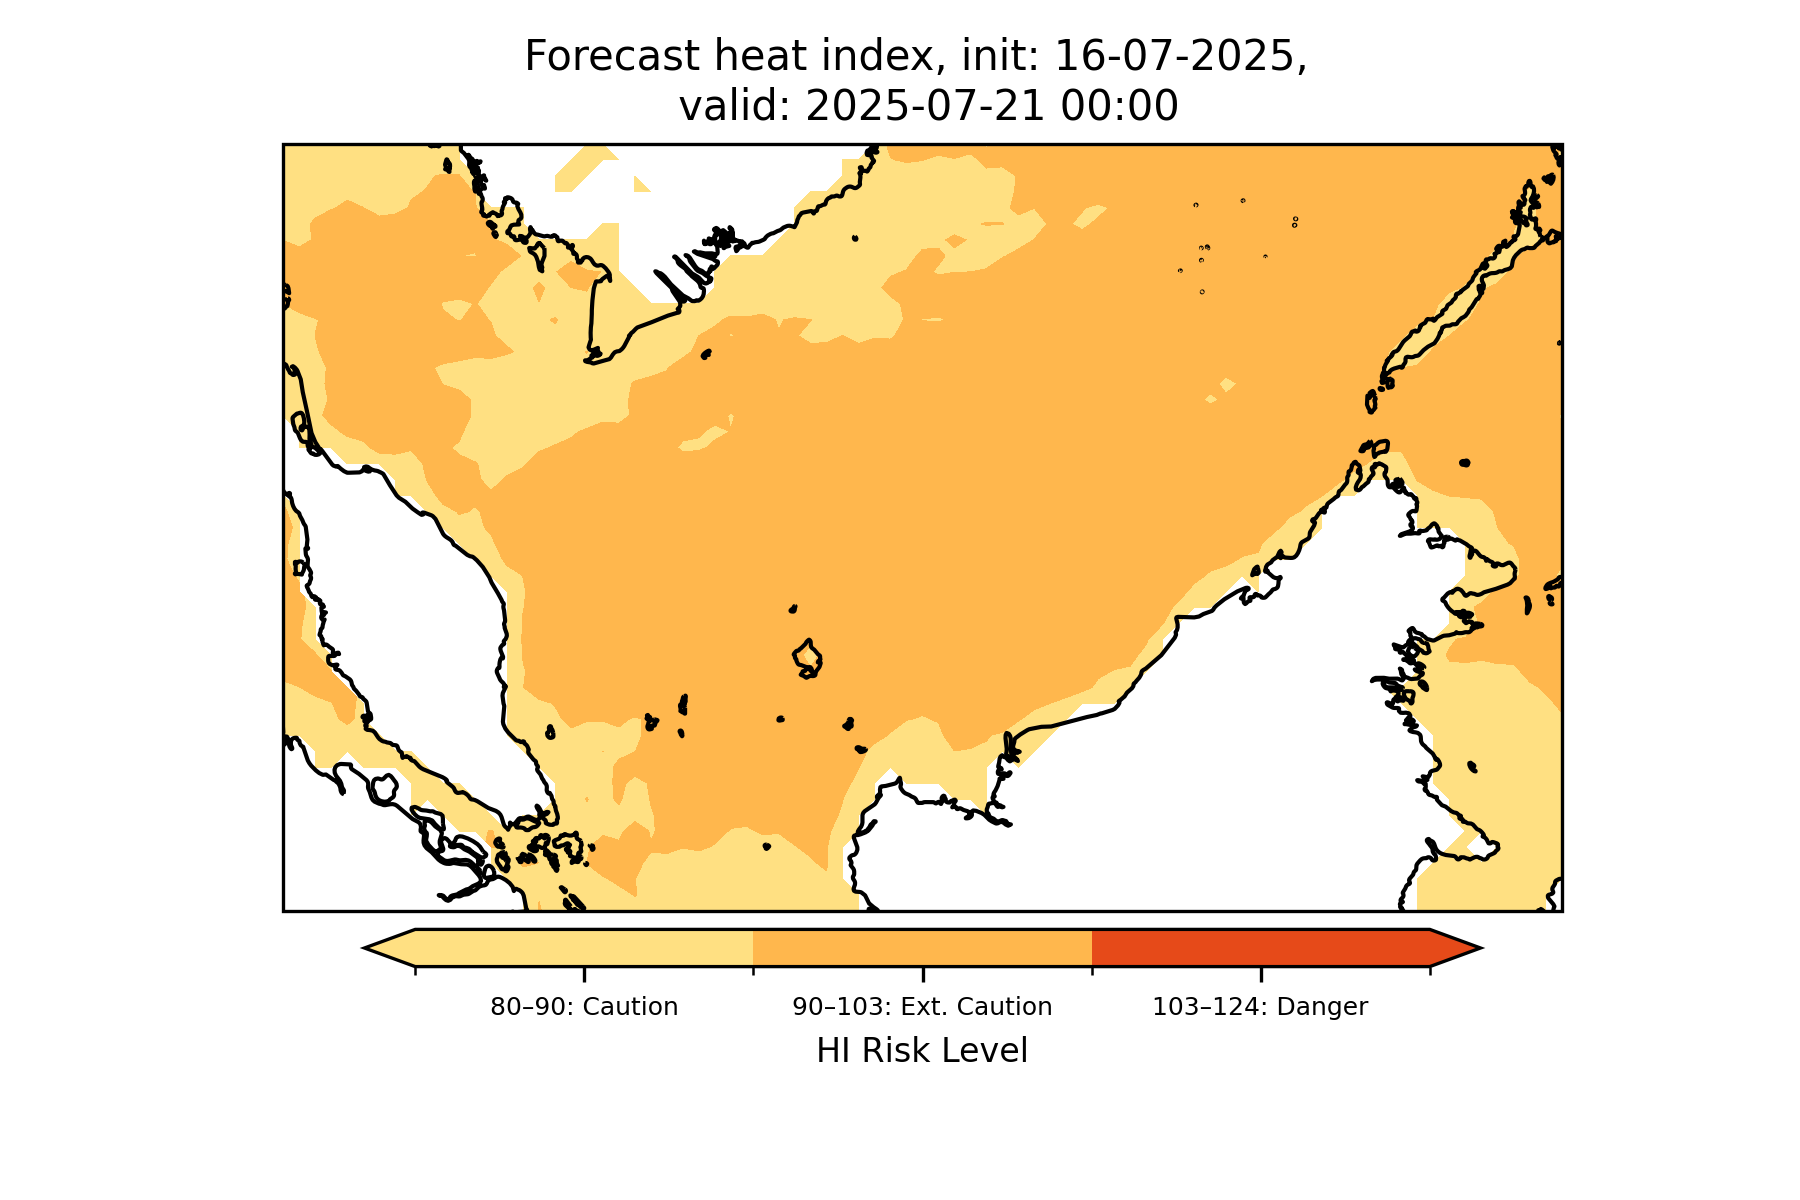 Forecast heat index, init: 16-07-2025,
valid: 2025-07-21 00:00
80–90: Caution
90–103: Ext. Caution
103–124: Danger
HI Risk Level